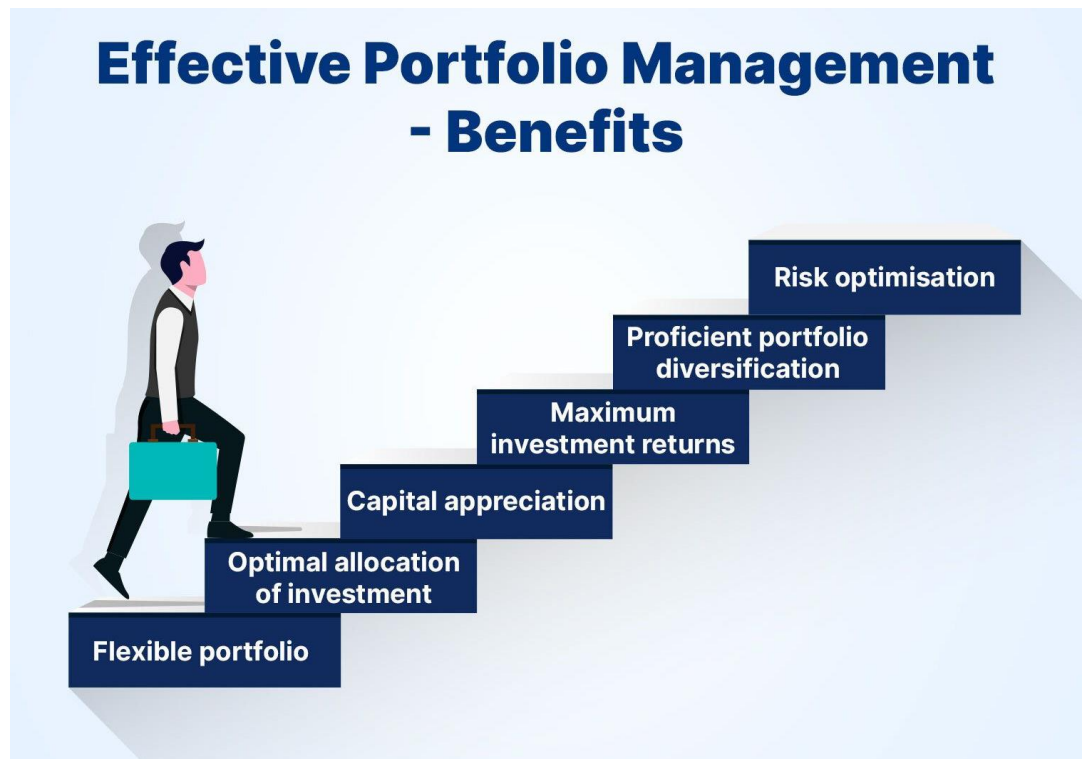 Effective Portfolio Management
- Benefits
Risk optimisation
Proficient portfolio
diversification
Maximum
investment returns
Capital appreciation
Optimal allocation
of investment
Flexible portfolio